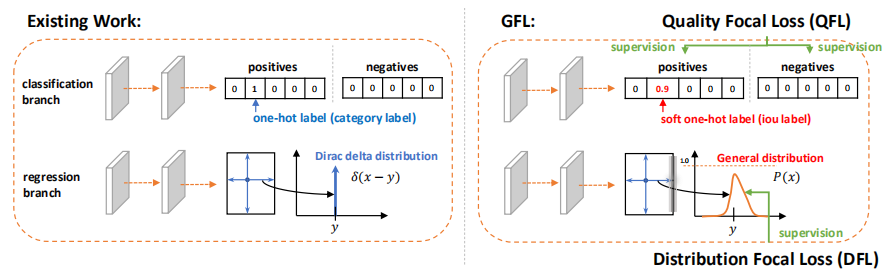 Existing Work:
classification
branch
positives
negatives
0 1 0 0 0
0 0 0 0 0
one-hot label (category label)
regression
branch
Dirac delta distribution
δ(x − y)
y
GFL:
Quality Focal Loss (QFL)
supervision
supervision
positives
negatives
0 0.9 0 0 0
0 0 0 0 0
soft one-hot label (iou label)
1.0
General distribution
P(x)
y
supervision
Distribution Focal Loss (DFL)